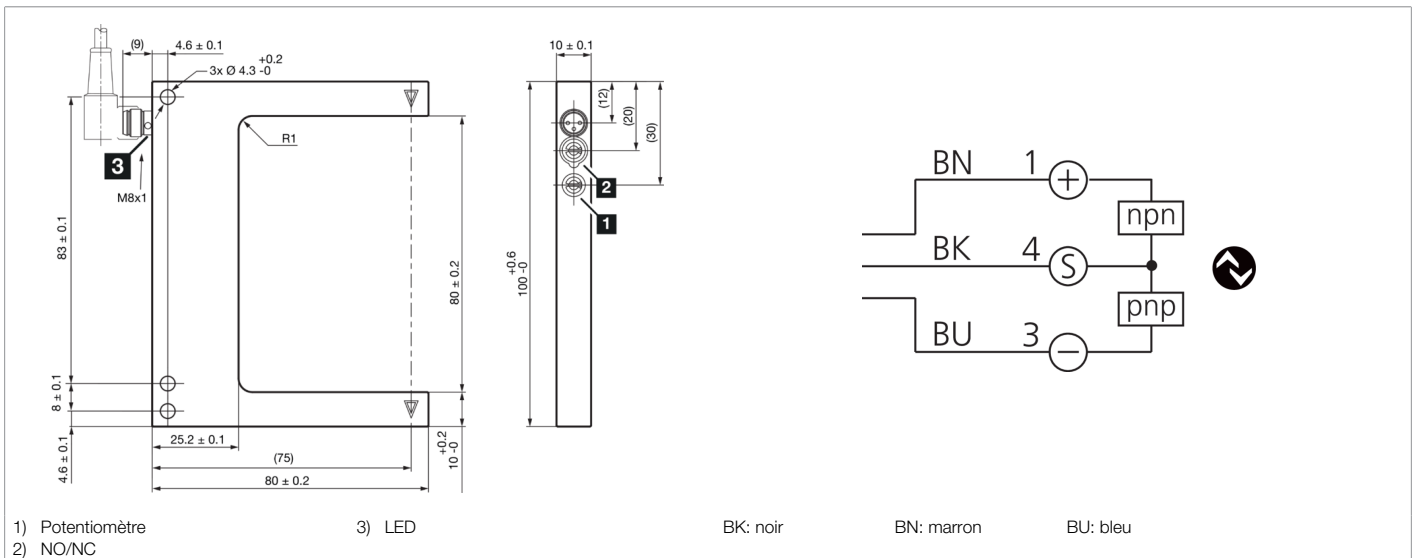 (9)
4.6 ± 0.1
3x Ø 4.3 +0.2 -0
R1
3
M8x1
83 ± 0.1
8 ± 0.1
4.6 ± 0.1
80 ± 0.2
25.2 ± 0.1
(75)
80 ± 0.2
+0.2
10 -0
10 ± 0.1
(12)
(20)
(30)
2
1
+0.6
100 -0
BN 1 +
npn
BK 4 S
pnp
BU 3 −
1) Potentiomètre 3) LED BK: noir BN: marron BU: bleu
2) NO/NC